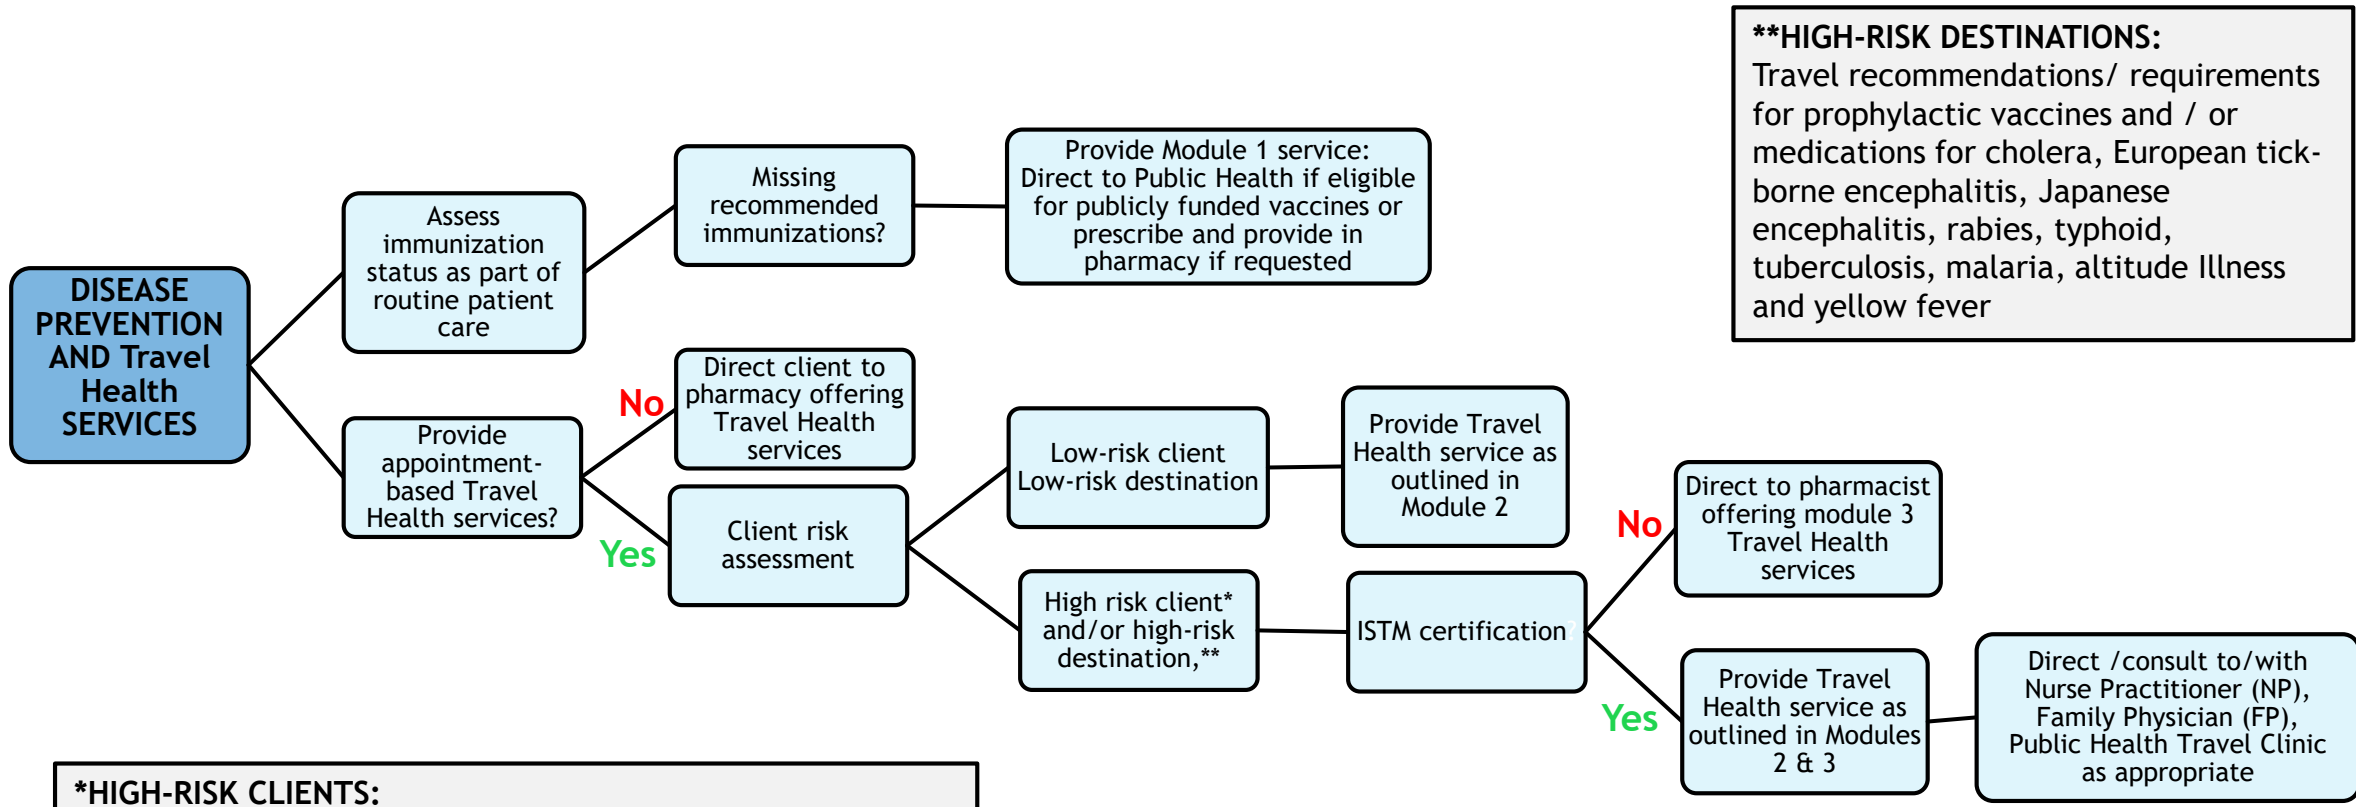 **HIGH-RISK DESTINATIONS:
Travel recommendations/ requirements
for prophylactic vaccines and / or
medications for cholera, European tick-
borne encephalitis, Japanese
encephalitis, rabies, typhoid,
tuberculosis, malaria, altitude Illness
and yellow fever
DISEASE
PREVENTION
AND Travel
Health
SERVICES
Assess
immunization
status as part of
routine patient
care
Missing
recommended
immunizations?
Provide Module 1 service:
Direct to Public Health if eligible
for publicly funded vaccines or
prescribe and provide in
pharmacy if requested
Provide
appointment-
based Travel
Health services?
No
Direct client to
pharmacy offering
Travel Health
services
Yes
Client risk
assessment
Low-risk client
Low-risk destination
Provide Travel
Health service as
outlined in
Module 2
High risk client*
and/or high-risk
destination,**
ISTM certification?
No
Direct to pharmacist
offering module 3
Travel Health
services
Yes
Provide Travel
Health service as
outlined in Modules
2 & 3
Direct /consult to/with
Nurse Practitioner (NP),
Family Physician (FP),
Public Health Travel Clinic
as appropriate
*HIGH-RISK CLIENTS: